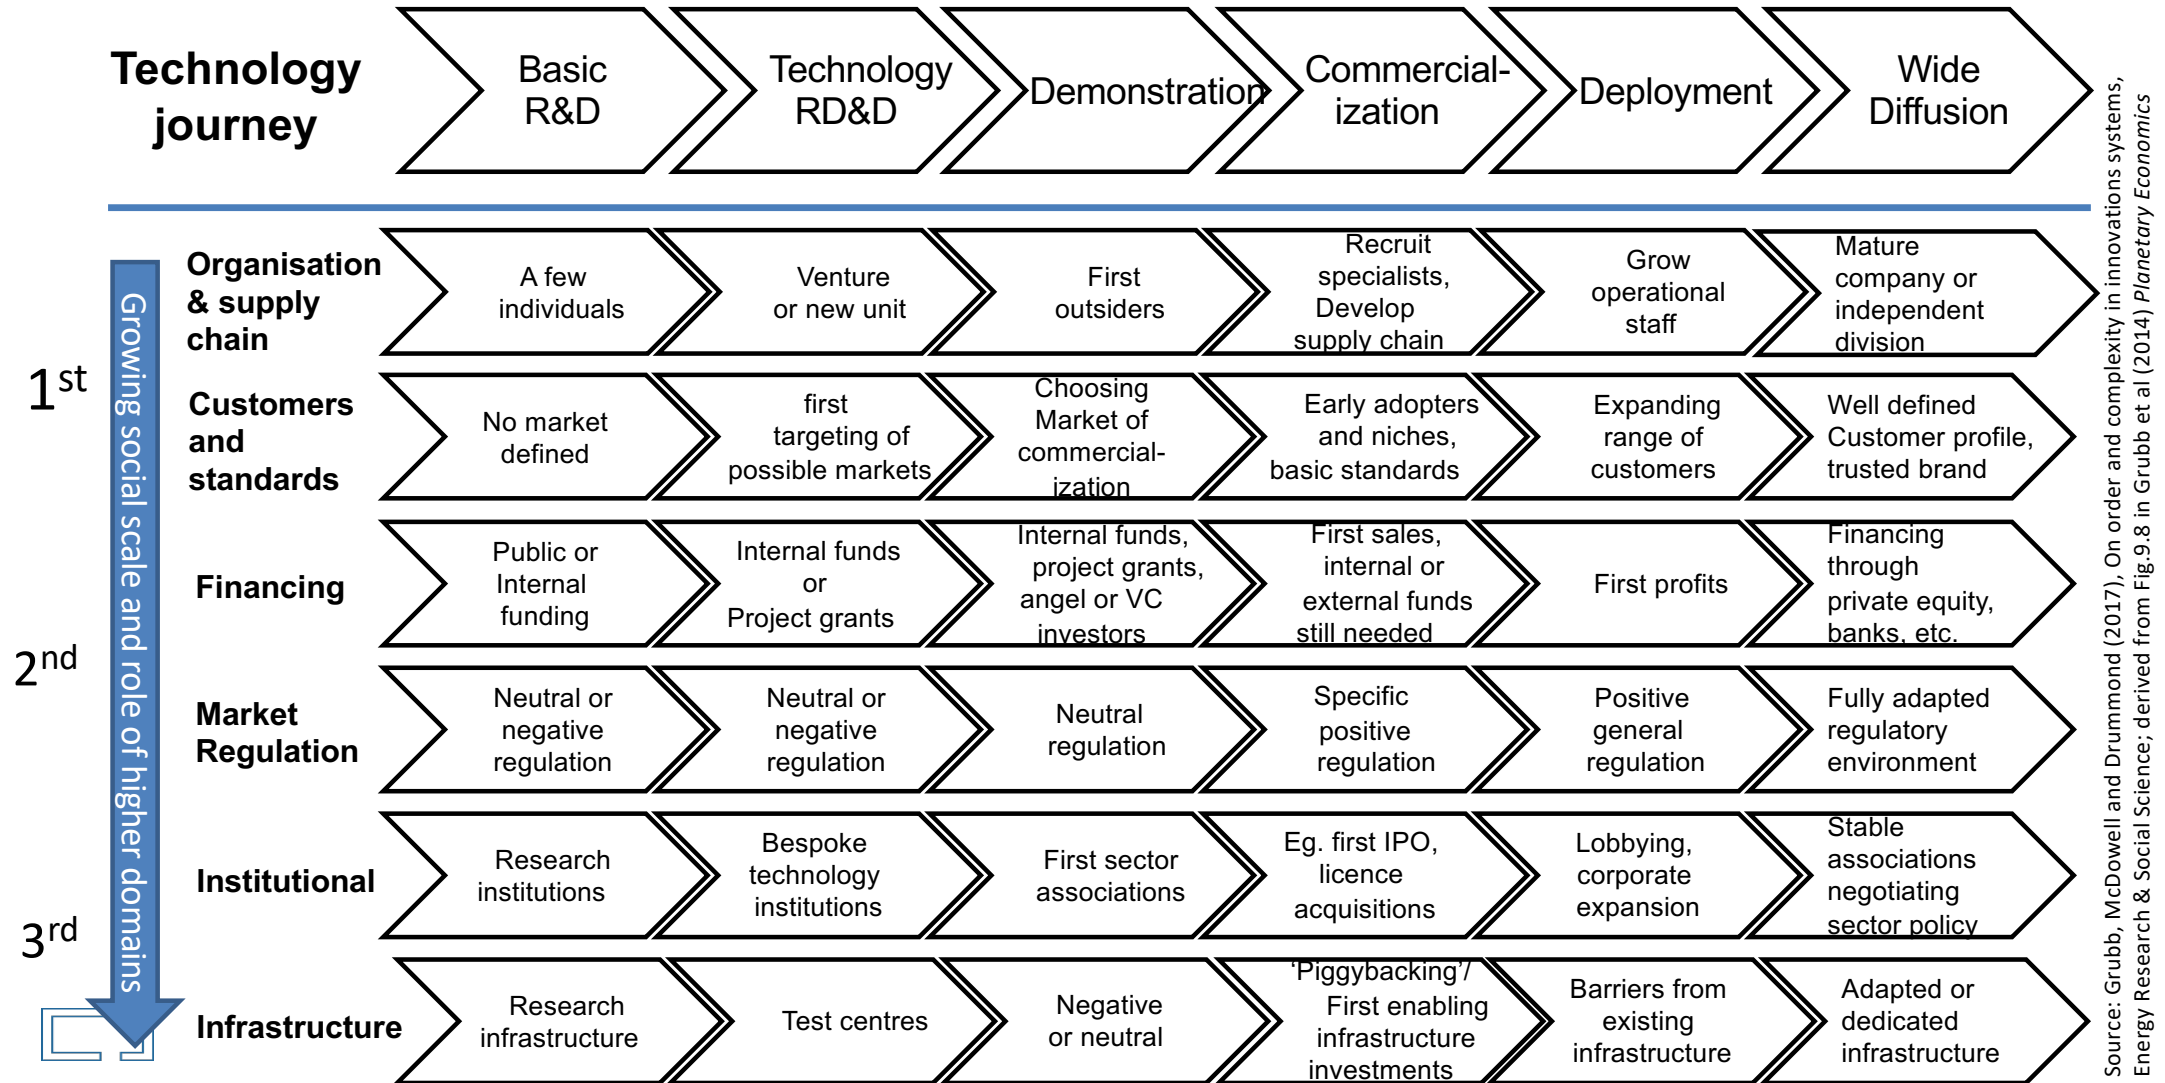 Technology
journey
Basic
R&D
Technology
RD&D
Demonstration
Commercial-
ization
Deployment
Wide
Diffusion
Growing social scale and role of higher domains
1st
2nd
3rd
Organisation
& supply
chain
A few
individuals
Venture
or new unit
First
outsiders
Recruit
specialists,
Develop
supply chain
Grow
operational
staff
Mature
company or
independent
division
Customers
and
standards
No market
defined
first
targeting of
possible markets
Choosing
Market of
commercial-
ization
Early adopters
and niches,
basic standards
Expanding
range of
customers
Well defined
Customer profile,
trusted brand
Financing
Public or
Internal
funding
Internal funds
or
Project grants
Internal funds,
project grants,
angel or VC
investors
First sales,
internal or
external funds
still needed
First profits
Financing
through
private equity,
banks, etc.
Market
Regulation
Neutral or
negative
regulation
Neutral or
negative
regulation
Neutral
regulation
Specific
positive
regulation
Positive
general
regulation
Fully adapted
regulatory
environment
Institutional
Research
institutions
Bespoke
technology
institutions
First sector
associations
Eg. first IPO,
licence
acquisitions
Lobbying,
corporate
expansion
Stable
associations
negotiating
sector policy
Infrastructure
Research
infrastructure
Test centres
Negative
or neutral
‘Piggybacking’/
First enabling
infrastructure
investments
Barriers from
existing
infrastructure
Adapted or
dedicated
infrastructure
Source: Grubb, McDowell and Drummond (2017), On order and complexity in innovations systems,
Energy Research & Social Science; derived from Fig.9.8 in Grubb et al (2014) Planetary Economics